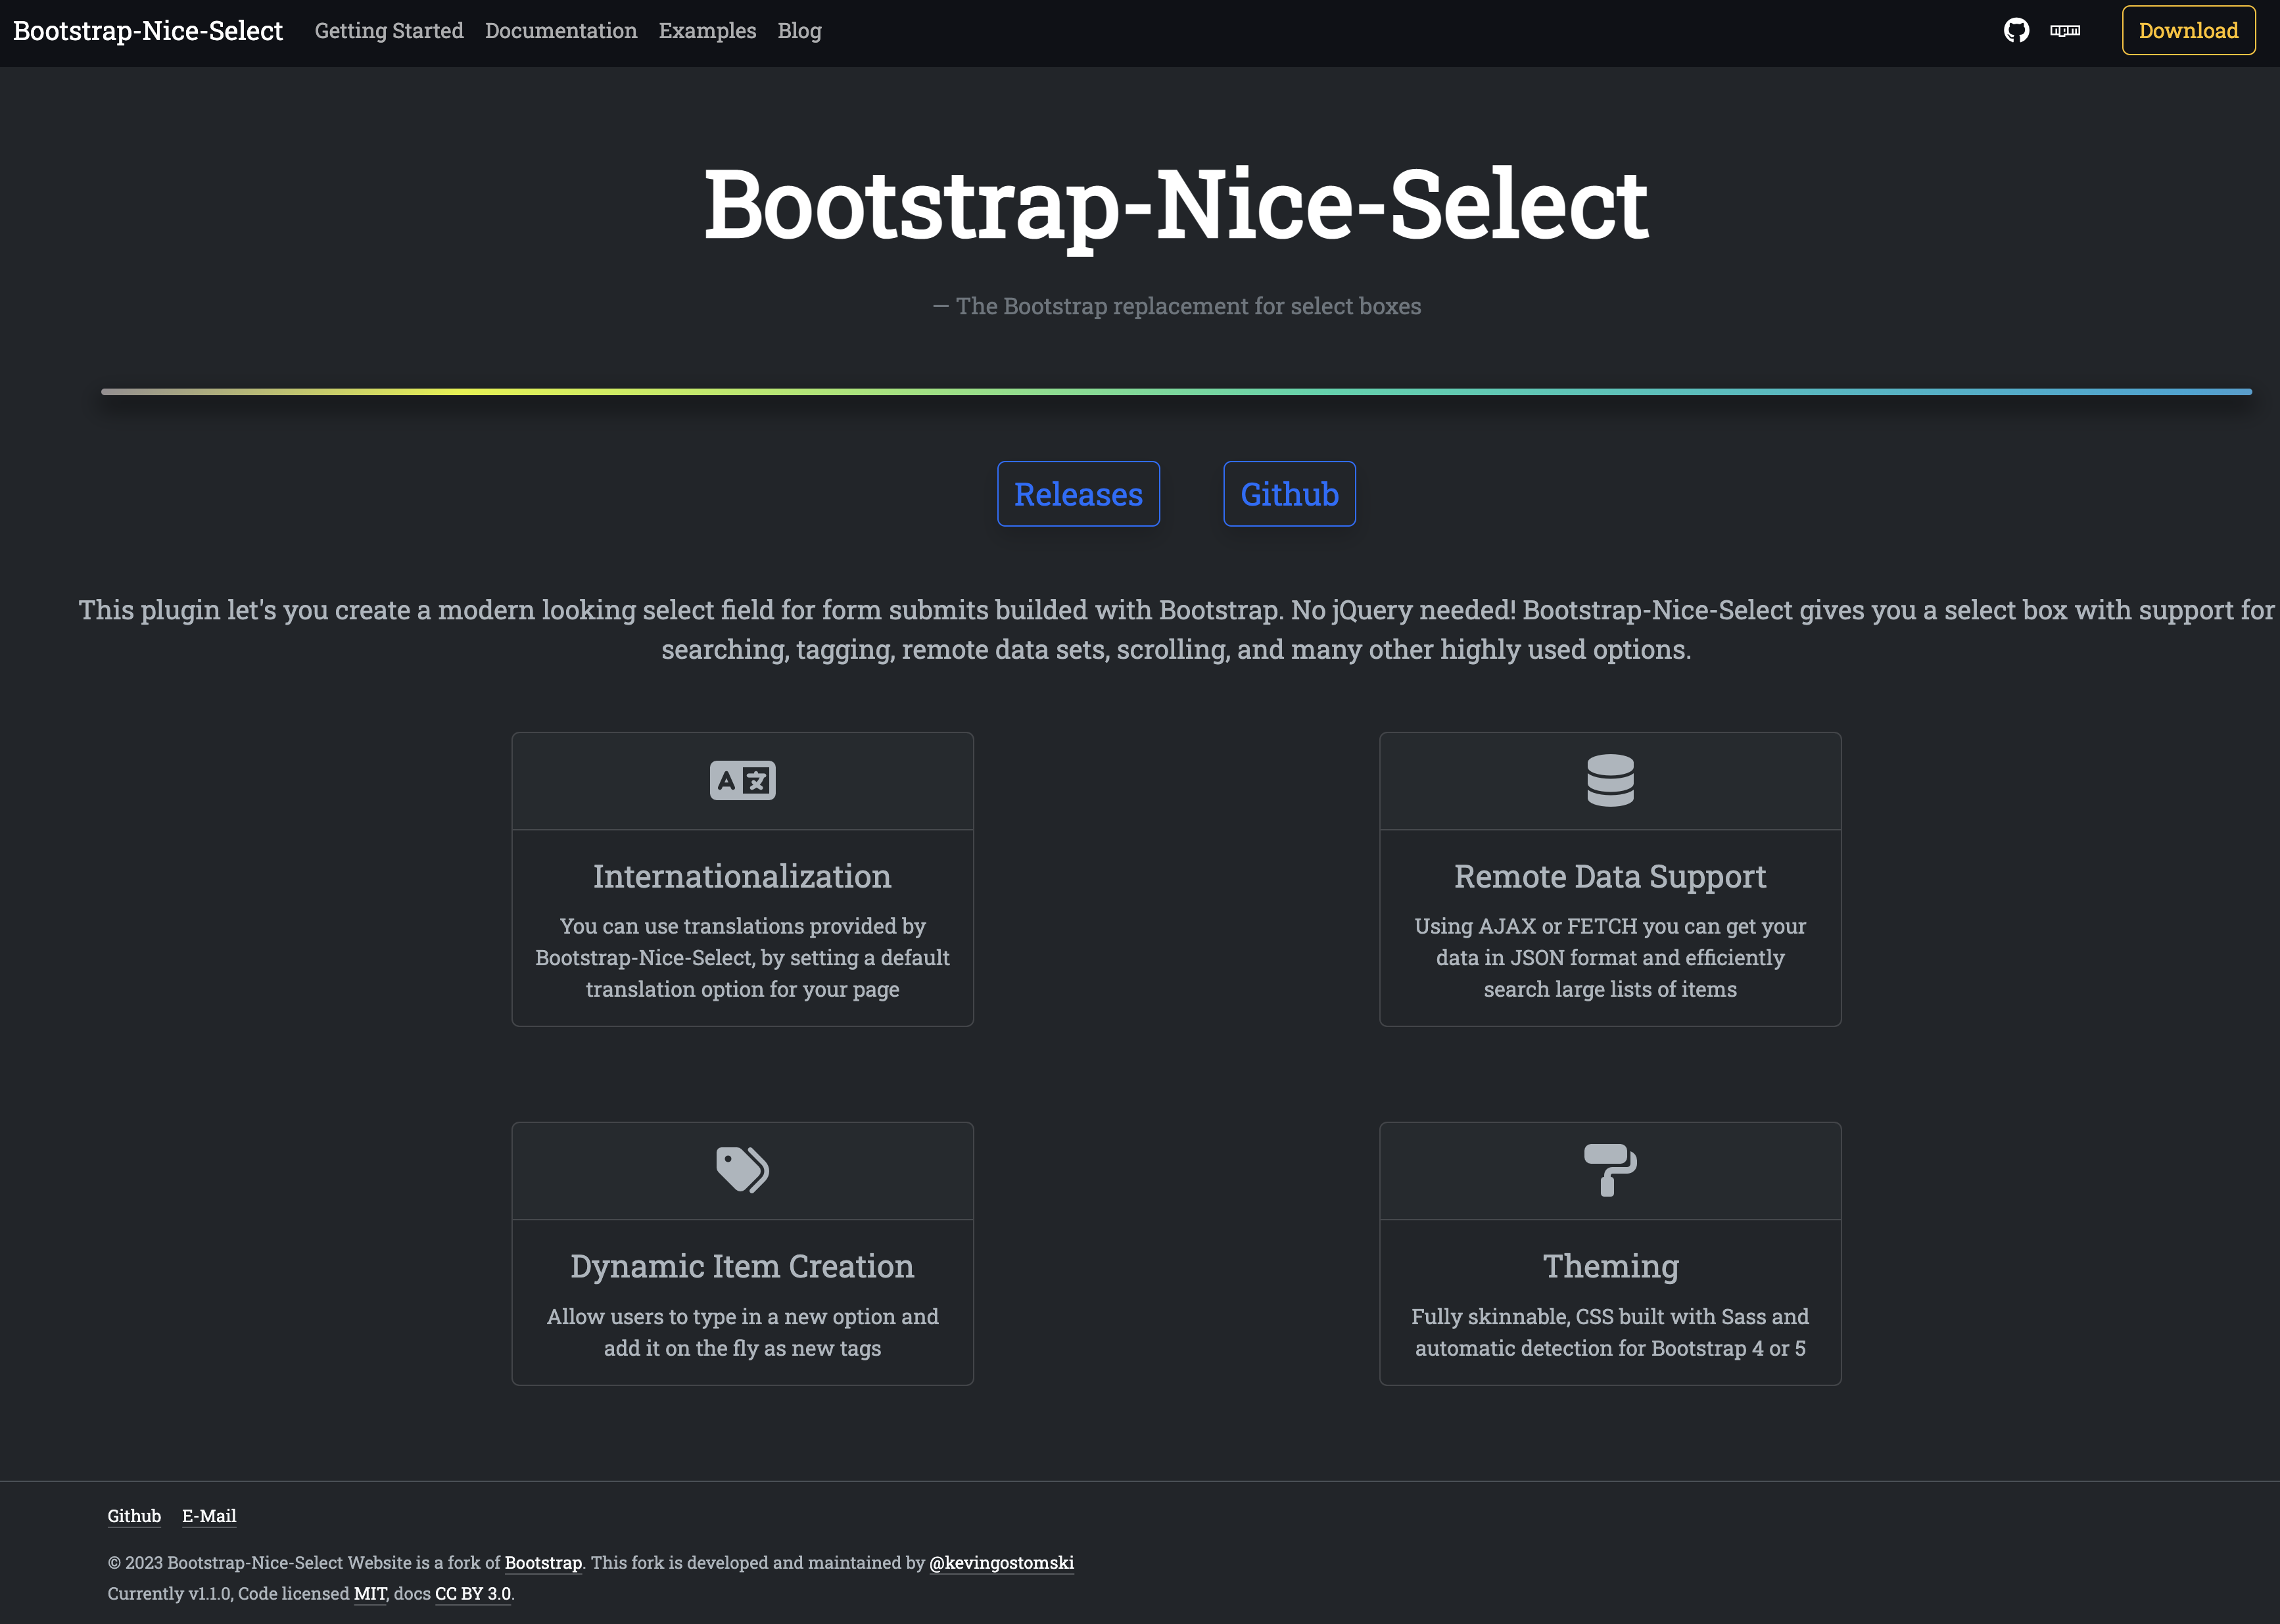 Bootstrap-Nice-Select Getting Started Documentation Examples Blog npm Download
Bootstrap-Nice-Select
— The Bootstrap replacement for select boxes
Releases Github
This plugin let's you create a modern looking select field for form submits builded with Bootstrap. No jQuery needed! Bootstrap-Nice-Select gives you a select box with support for
searching, tagging, remote data sets, scrolling, and many other highly used options.
A 文
Internationalization
You can use translations provided by
Bootstrap-Nice-Select, by setting a default
translation option for your page
Remote Data Support
Using AJAX or FETCH you can get your
data in JSON format and efficiently
search large lists of items
Dynamic Item Creation
Allow users to type in a new option and
add it on the fly as new tags
Theming
Fully skinnable, CSS built with Sass and
automatic detection for Bootstrap 4 or 5
Github E-Mail
© 2023 Bootstrap-Nice-Select Website is a fork of Bootstrap. This fork is developed and maintained by @kevingostomski
Currently v1.1.0, Code licensed MIT, docs CC BY 3.0.